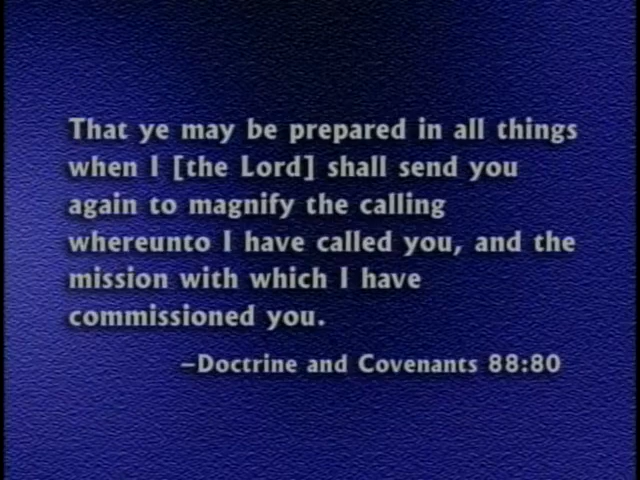 That ye may be prepared in all things
when I [the Lord] shall send you
again to magnify the calling
whereunto I have called you, and the
mission with which I have
commissioned you.
–Doctrine and Covenants 88:80